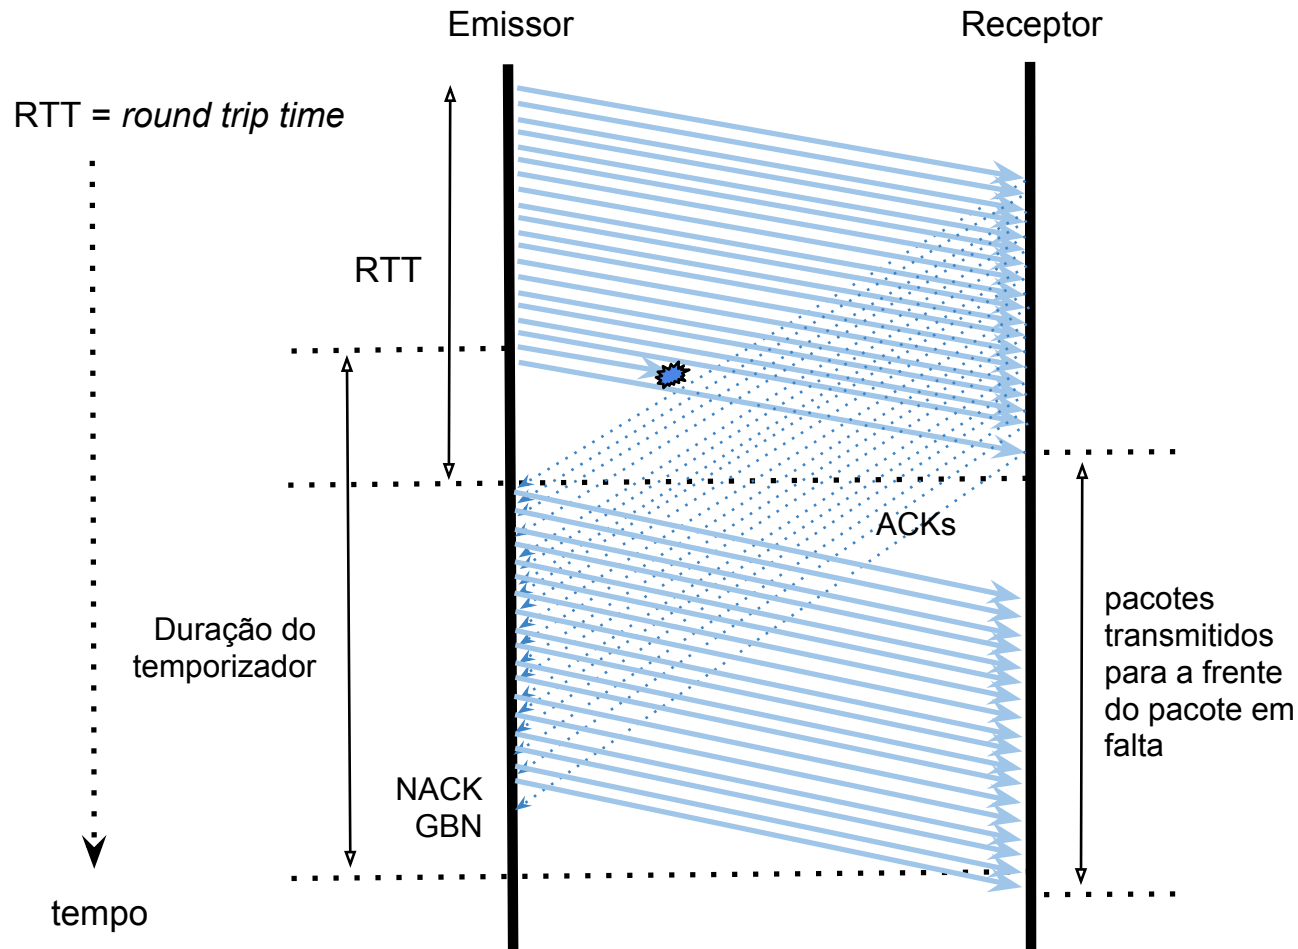 Emissor
Receptor
RTT = round trip time
RTT
ACKs
Duração do
temporizador
pacotes
transmitidos
para a frente
do pacote em
falta
NACK
GBN
tempo